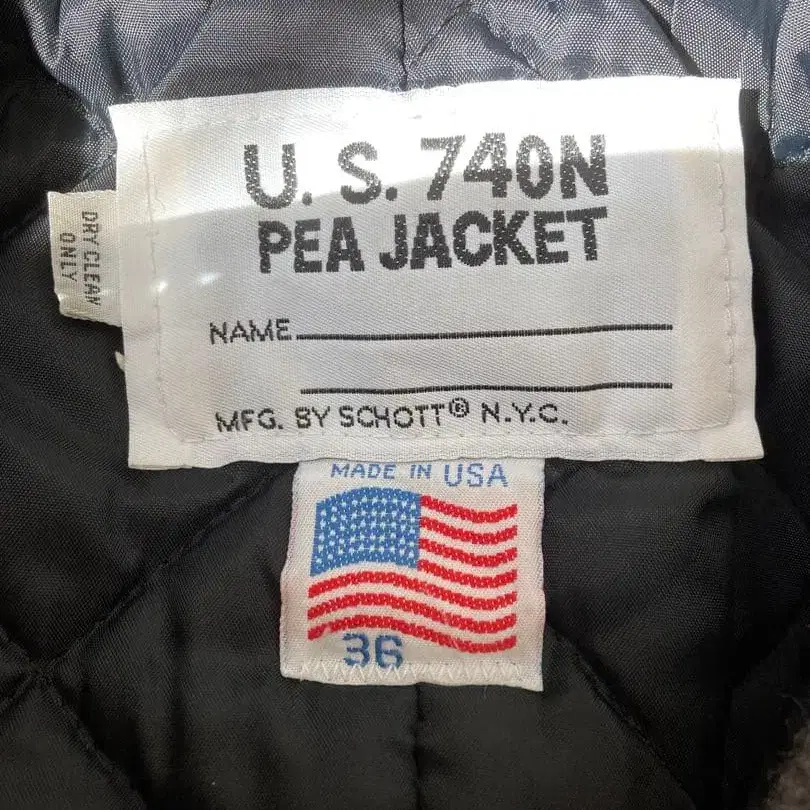 U. S. 740N
PEA JACKET
DRY CLEAN
ONLY
NAME
MFG. BY SCHOTT® N.Y.C.
MADE IN USA
36